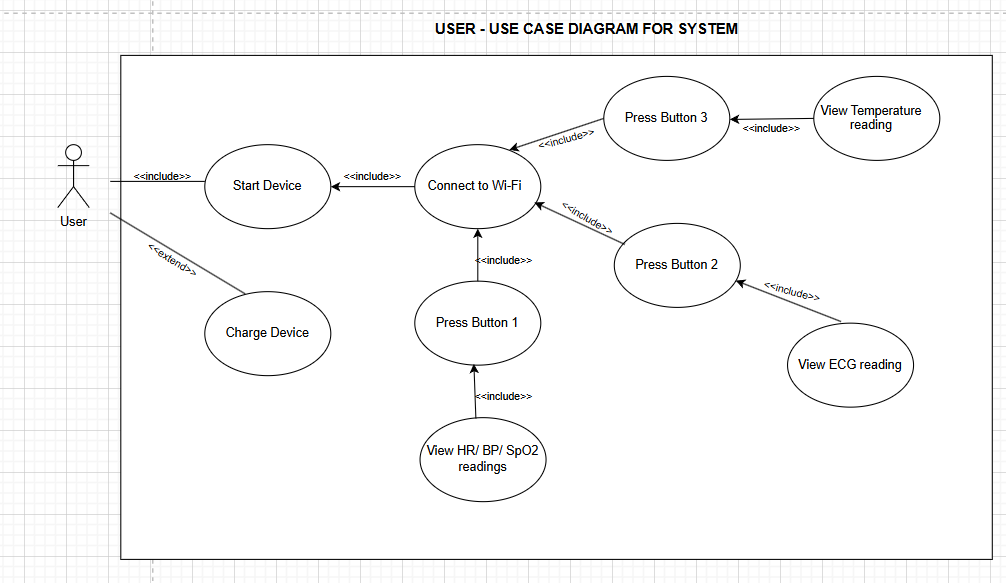 USER - USE CASE DIAGRAM FOR SYSTEM
Press Button 3
<<include>>
View Temperature
reading
<<include>>
User
<<include>>
Start Device
<<include>>
Connect to Wi-Fi
<<include>>
Press Button 2
<<extend>>
<<include>>
<<include>>
Charge Device
Press Button 1
View ECG reading
<<include>>
View HR/ BP/ SpO2
readings